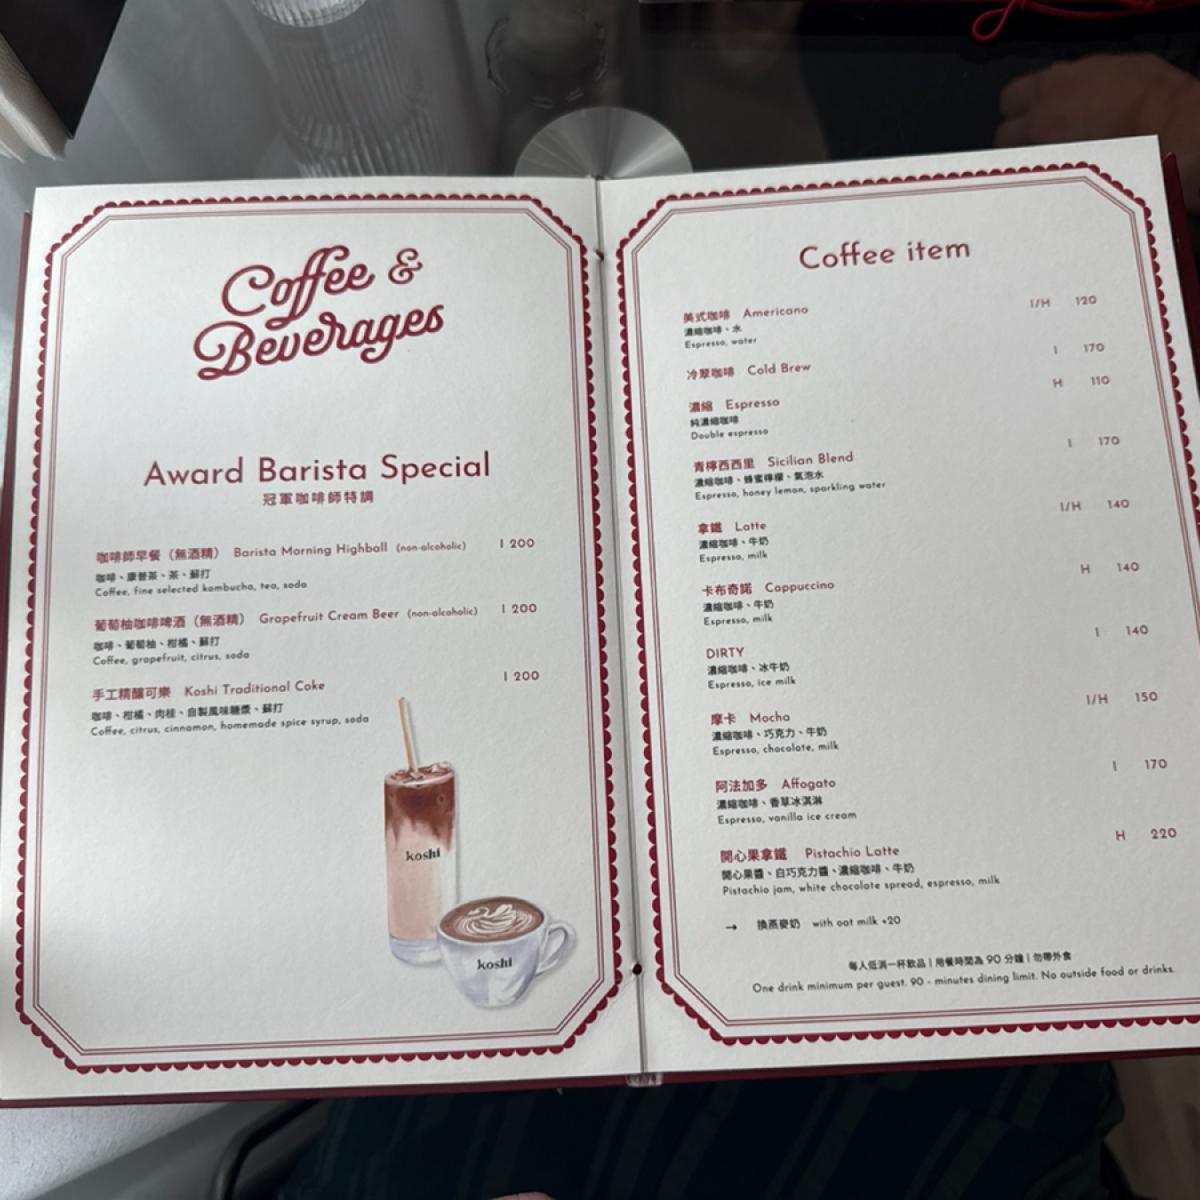 Coffee &
Beverages
Award Barista Special
冠軍咖啡師特調
咖啡師早餐（無酒精） Barista Morning Highball (non-alcoholic) I 200
咖啡、康普茶、茶、蘇打
Coffee, fine selected kombucha, tea, soda
葡萄柚咖啡啤酒（無酒精） Grapefruit Cream Beer (non-alcoholic) I 200
咖啡、葡萄柚、柑橘、蘇打
Coffee, grapefruit, citrus, soda
手工精釀可樂 Koshi Traditional Coke I 200
咖啡、柑橘、肉桂、自製風味糖漿、蘇打
Coffee, citrus, cinnamon, homemade spice syrup, soda
koshi
koshi
Coffee item
美式咖啡 Americano I/H 120
濃縮咖啡、水
Espresso, water
冷萃咖啡 Cold Brew I 170
濃縮 Espresso H 110
純濃縮咖啡
Double espresso
青檸西西里 Sicilian Blend I 170
濃縮咖啡、蜂蜜檸檬、氣泡水
Espresso, honey lemon, sparkling water
拿鐵 Latte I/H 140
濃縮咖啡、牛奶
Espresso, milk
卡布奇諾 Cappuccino H 140
濃縮咖啡、牛奶
Espresso, milk
DIRTY I 140
濃縮咖啡、冰牛奶
Espresso, ice milk
摩卡 Mocha I/H 150
濃縮咖啡、巧克力、牛奶
Espresso, chocolate, milk
阿法加多 Affogato I 170
濃縮咖啡、香草冰淇淋
Espresso, vanilla ice cream
開心果拿鐵 Pistachio Latte H 220
開心果醬、白巧克力醬、濃縮咖啡、牛奶
Pistachio jam, white chocolate spread, espresso, milk
→ 換燕麥奶 with oat milk +20
每人低消一杯飲品｜用餐時間為 90 分鐘｜勿帶外食
One drink minimum per guest. 90 - minutes dining limit. No outside food or drinks.